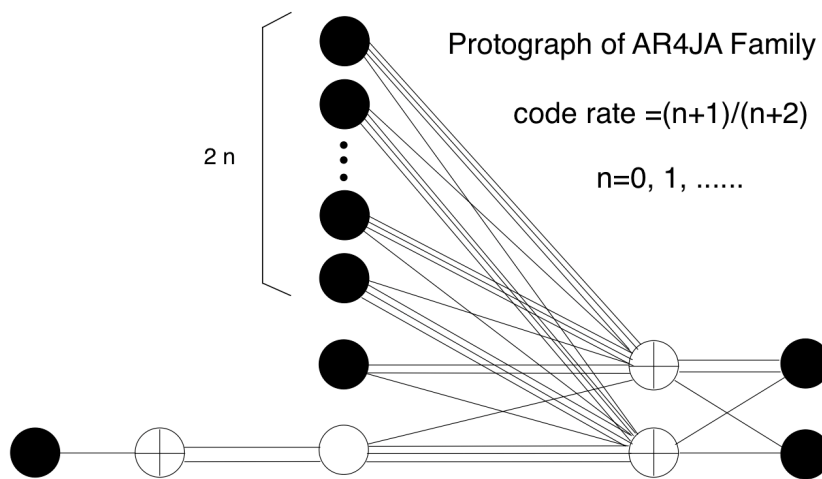 Protograph of AR4JA Family
code rate =(n+1)/(n+2)
2 n
n=0, 1, ......